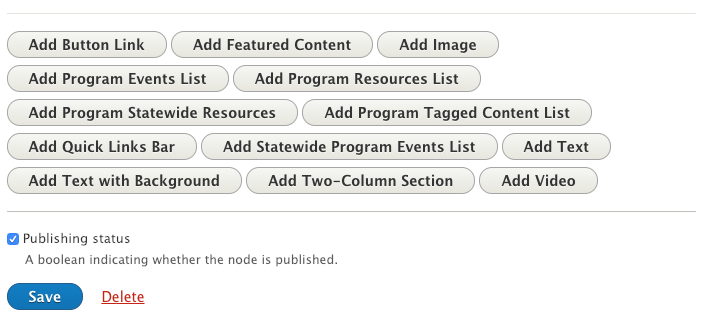 Add Button Link Add Featured Content Add Image
Add Program Events List Add Program Resources List
Add Program Statewide Resources Add Program Tagged Content List
Add Quick Links Bar Add Statewide Program Events List Add Text
Add Text with Background Add Two-Column Section Add Video
Publishing status
A boolean indicating whether the node is published.
Save Delete